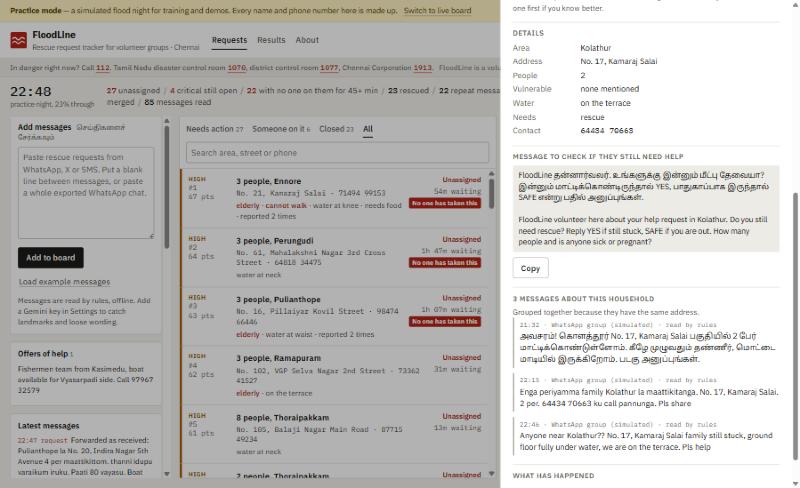 Practice mode — a simulated flood night for training and demos. Every name and phone number here is made up. Switch to live board
FloodLine
Rescue request tracker for volunteer groups · Chennai
Requests Results About
In danger right now? Call 112. Tamil Nadu disaster control room 1070, district control room 1077, Chennai Corporation 1913. FloodLine is a volu
22:48
practice night, 23% through
27 unassigned / 4 critical still open / 22 with no one on them for 45+ min / 23 rescued / 22 repeat messa
merged / 85 messages read
Add messages செய்திகளைச்
சேர்க்கவும்
Paste rescue requests from
WhatsApp, X or SMS. Put a blank
line between messages, or paste
a whole exported WhatsApp chat.
Add to board
Load example messages
Messages are read by rules, offline. Add
a Gemini key in Settings to catch
landmarks and loose wording.
Offers of help 1
Fishermen team from Kasimedu, boat
available for Vyasarpadi side. Call 97967
32579
Latest messages
22:47 request Forwarded as received:
Pulianthope la No. 20, Indira Nagar 5th
Avenue 4 per maattikittom. thanni idupu
varaikum iruku. Paati 80 vayasu. Boat
Needs action 27 Someone on it 6 Closed 23 All
Search area, street or phone
HIGH
#1
67 pts
3 people, Ennore
No. 21, Kamaraj Salai · 71494 99153
elderly · cannot walk · water at knee · needs food
· reported 2 times
Unassigned
54m waiting
No one has taken this
HIGH
#2
64 pts
3 people, Perungudi
No. 61, Mahalakshmi Nagar 3rd Cross
Street · 64818 34475
water at neck
Unassigned
1h 47m waiting
No one has taken this
HIGH
#3
63 pts
3 people, Pulianthope
No. 16, Pillaiyar Kovil Street · 98474
66446
elderly · water at waist · reported 2 times
Unassigned
1h 07m waiting
No one has taken this
HIGH
#4
62 pts
3 people, Ramapuram
No. 102, VGP Selva Nagar 2nd Street · 73362
41527
elderly · on the terrace
Unassigned
31m waiting
HIGH
#5
61 pts
8 people, Thoraipakkam
No. 105, Balaji Nagar Main Road · 87715
49234
water at neck
Unassigned
13m waiting
HIGH
2 people, Thoraipakkam
Unassigned
one first if you know better.
DETAILS
Area Kolathur
Address No. 17, Kamaraj Salai
People 2
Vulnerable none mentioned
Water on the terrace
Needs rescue
Contact 64434 70663
MESSAGE TO CHECK IF THEY STILL NEED HELP
FloodLine தன்னார்வலர். உங்களுக்கு இன்னும் மீட்பு தேவையா?
இன்னும் மாட்டிக்கொண்டிருந்தால் YES, பாதுகாப்பாக இருந்தால்
SAFE என்று பதில் அனுப்புங்கள்.
FloodLine volunteer here about your help request in Kolathur. Do you still
need rescue? Reply YES if still stuck, SAFE if you are out. How many
people and is anyone sick or pregnant?
Copy
3 MESSAGES ABOUT THIS HOUSEHOLD
Grouped together because they have the same address.
21:32 · WhatsApp group (simulated) · read by rules
அவசரம்! கொளத்தூர் No. 17, Kamaraj Salai பகுதியில் 2 பேர்
மாட்டிக்கொண்டுள்ளோம். கீழே முழுவதும் தண்ணீர், மொட்டை
மாடியில் இருக்கிறோம். படகு அனுப்புங்கள்.
22:15 · WhatsApp group (simulated) · read by rules
Enga periyamma family Kolathur la maattikitanga. No. 17, Kamaraj Salai.
2 per. 64434 70663 ku call pannunga. Pls share
22:46 · WhatsApp group (simulated) · read by rules
Anyone near Kolathur?? No. 17, Kamaraj Salai family still stuck, ground
floor fully under water, we are on the terrace. Pls help
WHAT HAS HAPPENED